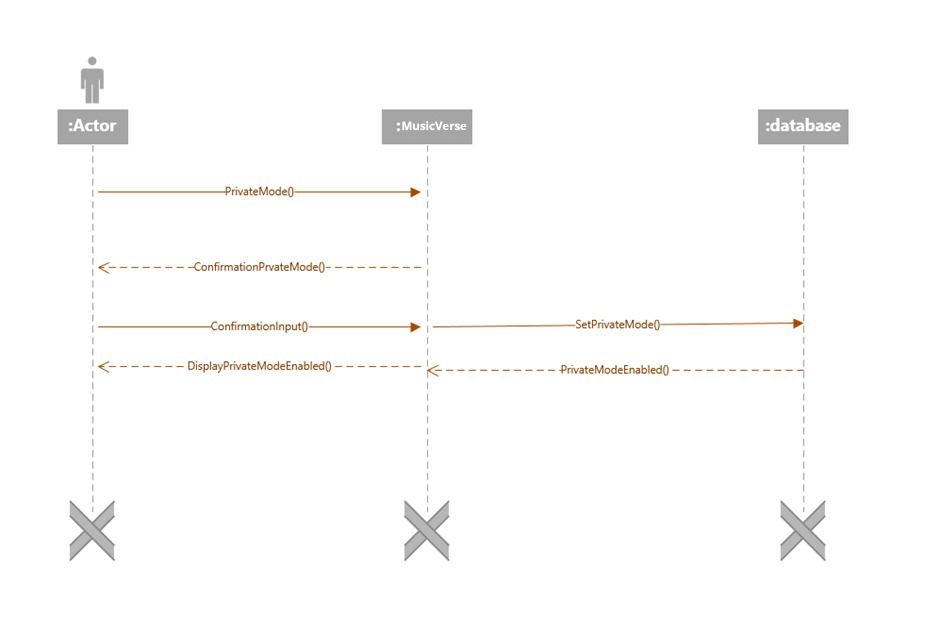 :Actor
:MusicVerse
:database
PrivateMode()
ConfirmationPrvateMode()
ConfirmationInput()
SetPrivateMode()
DisplayPrivateModeEnabled()
PrivateModeEnabled()